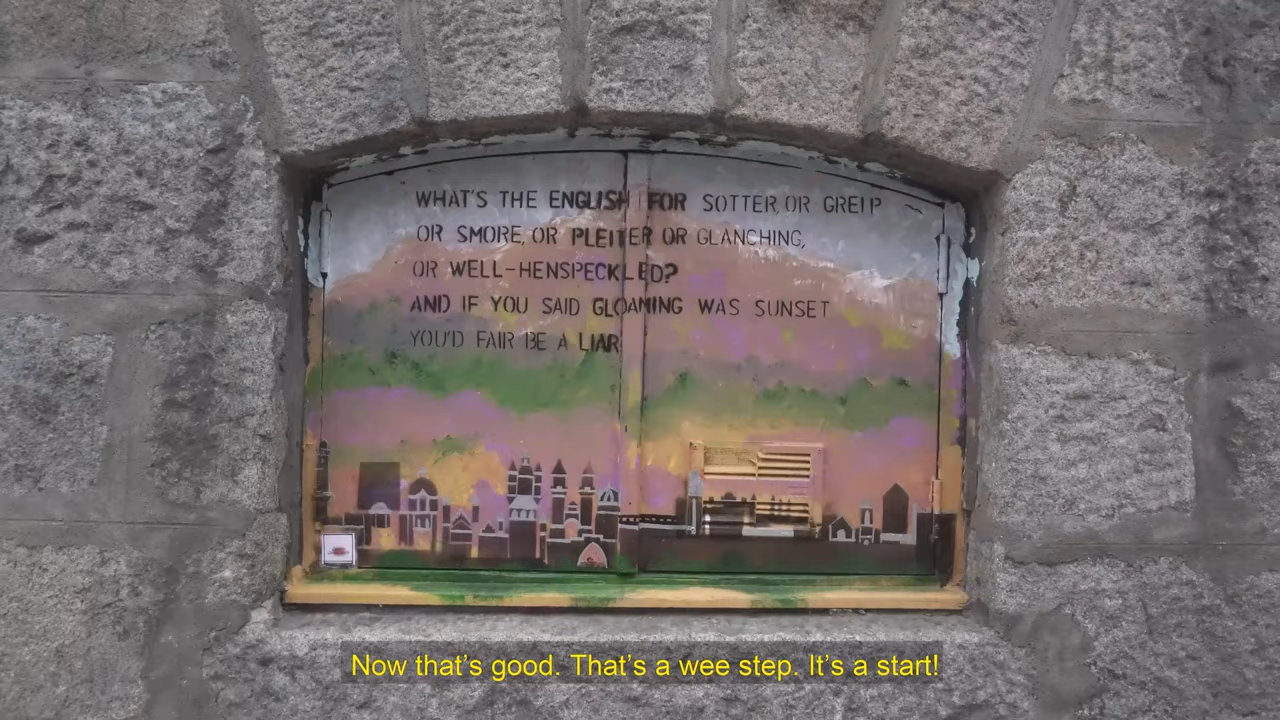 WHAT'S THE ENGLISH FOR SOTTER, OR GREIP
OR SMORE, OR PLEITER OR GLANCHING,
OR WELL-HENSPECKLED?
AND IF YOU SAID GLOAMING WAS SUNSET
YOU'D FAIR BE A LIAR
Now that's good. That's a wee step. It's a start!